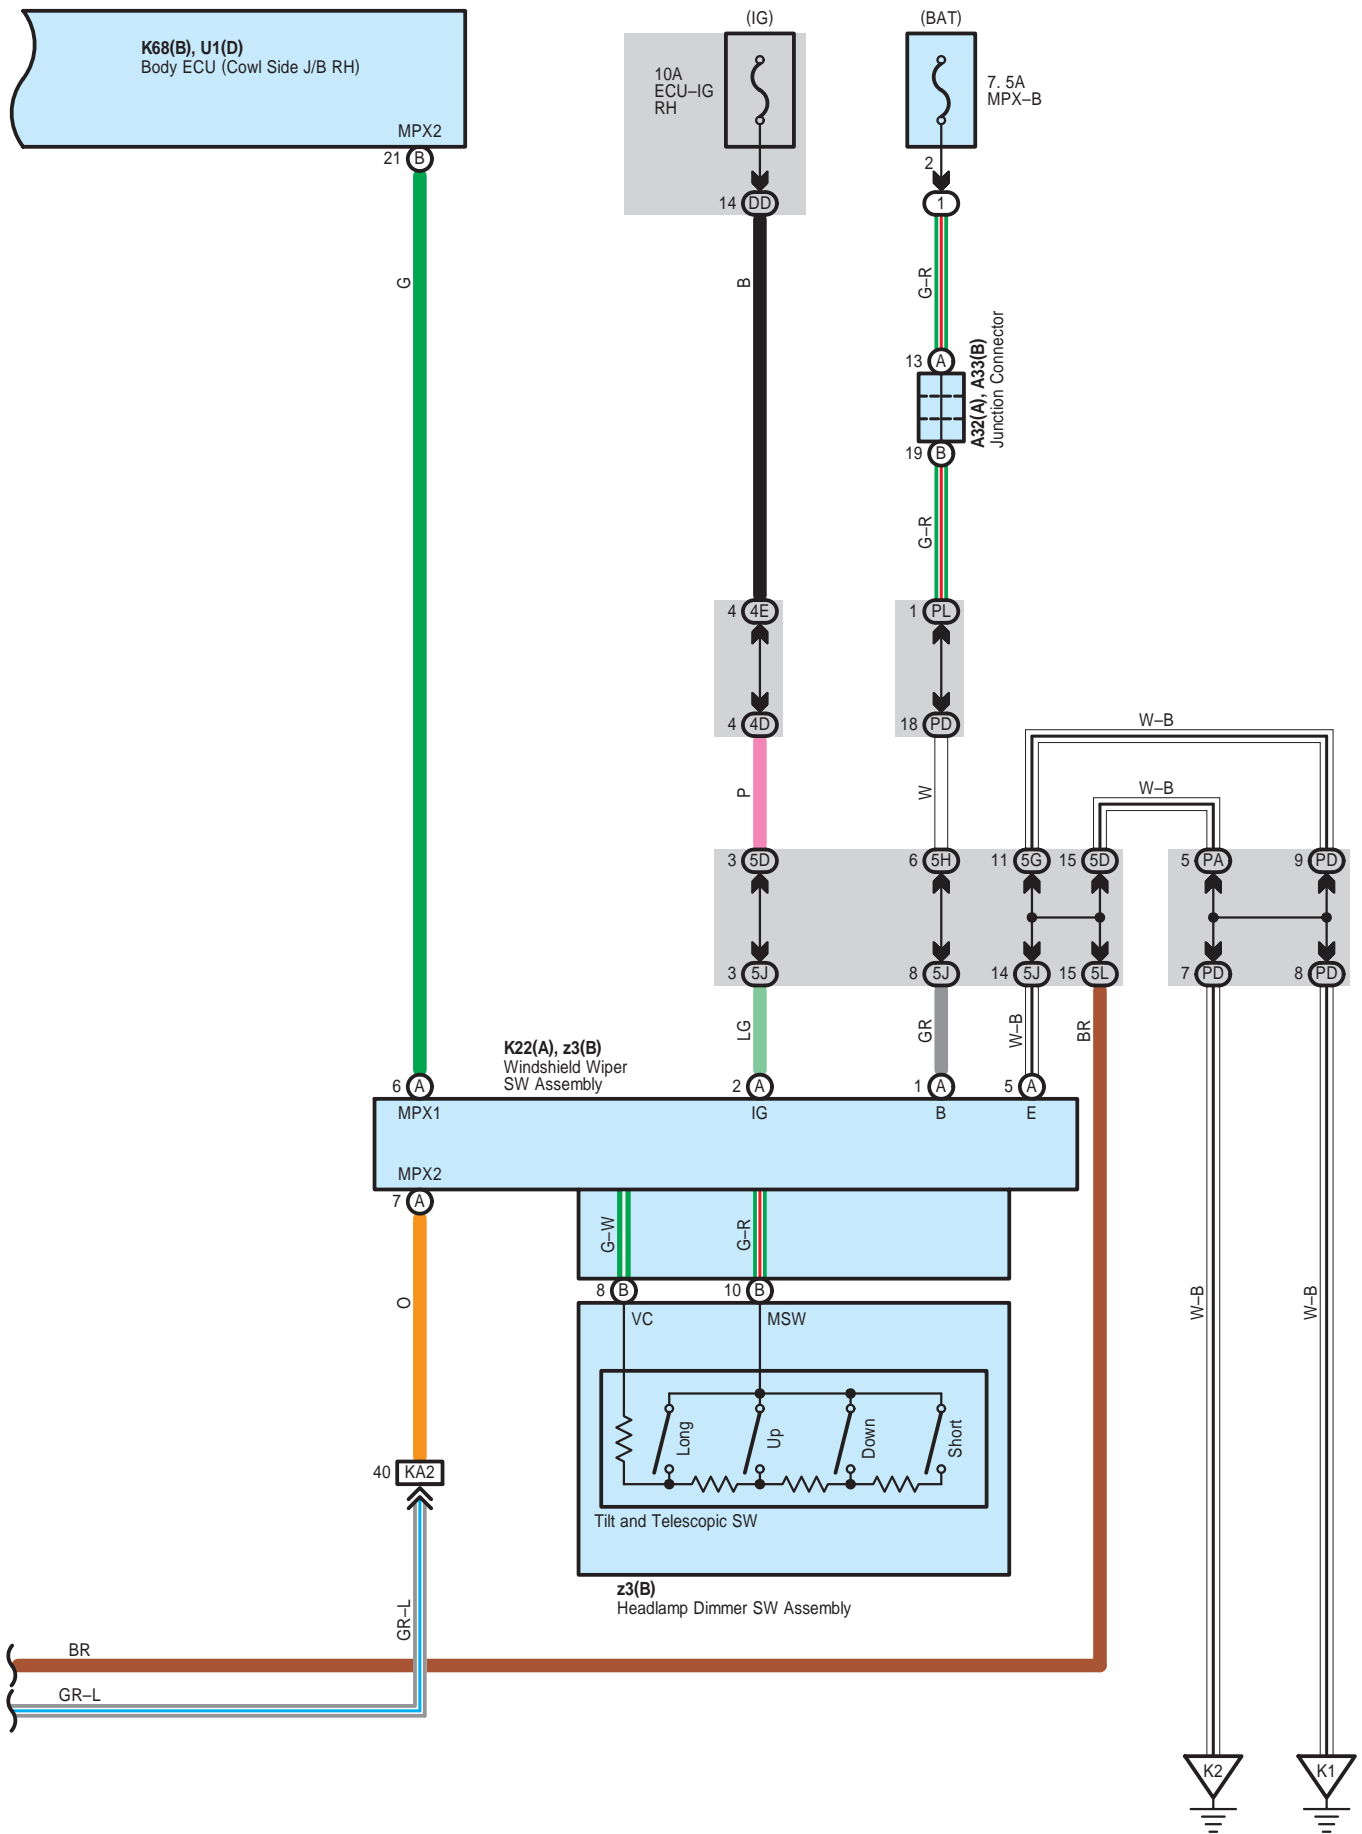 (IG)
(BAT)
K68(B), U1(D)
Body ECU (Cowl Side J/B RH)
MPX2
21 B
10A
ECU–IG
RH
7. 5A
MPX–B
14 DD
2
1
G
B
G–R
13 A
A32(A), A33(B)
Junction Connector
19 B
G–R
4 4E
1 PL
4 4D
18 PD
P
W
W–B
W–B
3 5D
6 5H
11 5G
15 5D
5 PA
9 PD
3 5J
8 5J
14 5J
15 5L
7 PD
8 PD
LG
GR
W–B
BR
K22(A), z3(B)
Windshield Wiper
SW Assembly
6 A
2 A
1 A
5 A
MPX1
IG
B
E
MPX2
7 A
G–W
G–R
8 B
10 B
VC
MSW
O
W–B
W–B
Long
Up
Down
Short
Tilt and Telescopic SW
40 KA2
z3(B)
Headlamp Dimmer SW Assembly
GR–L
BR
GR–L
K2
K1